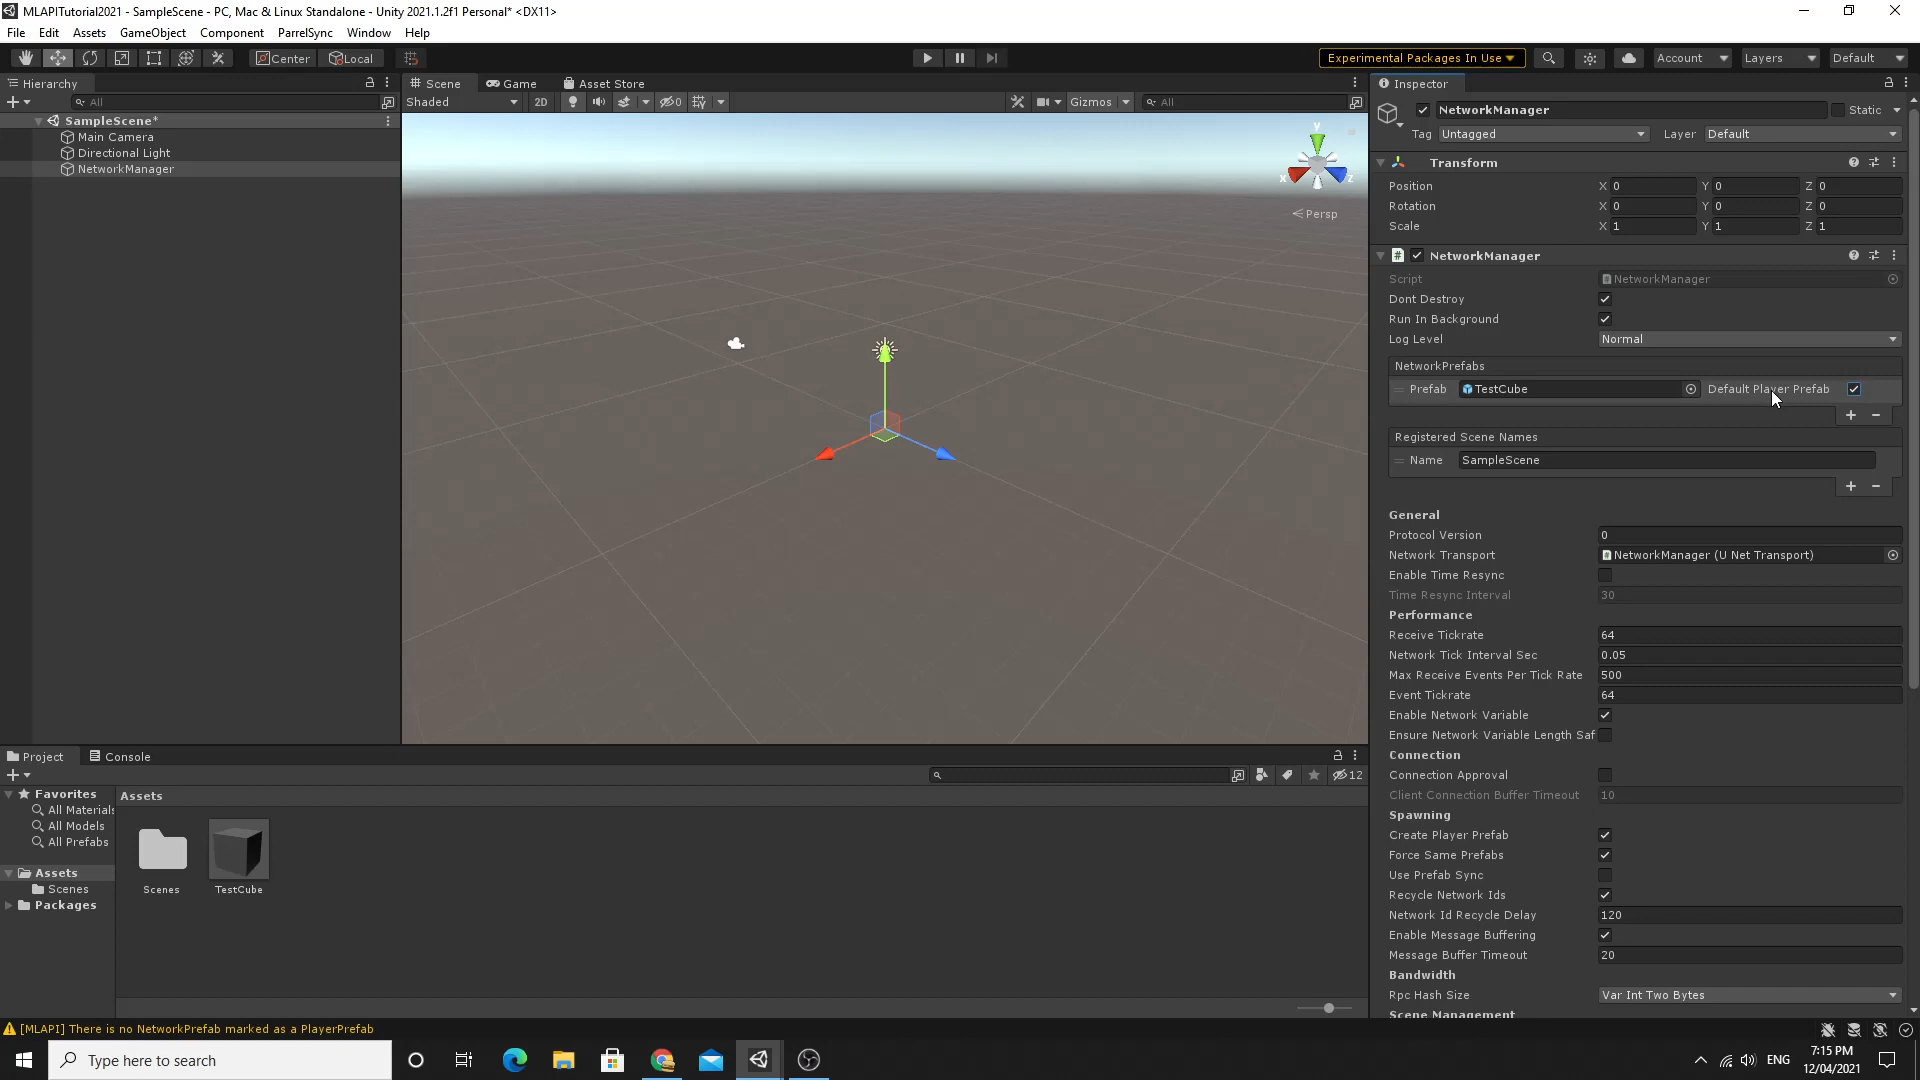 MLAPITutorial2021 - SampleScene - PC, Mac & Linux Standalone - Unity 2021.1.2f1 Personal* <DX11>
File Edit Assets GameObject Component ParrelSync Window Help
Center Local Experimental Packages In Use Account Layers Default
Hierarchy
All
SampleScene*
Main Camera
Directional Light
NetworkManager
Scene Game Asset Store
Shaded 2D 0 Gizmos All
y
x z
Persp
Inspector
NetworkManager Static
Tag Untagged Layer Default
Transform
Position X 0 Y 0 Z 0
Rotation X 0 Y 0 Z 0
Scale X 1 Y 1 Z 1
NetworkManager
Script NetworkManager
Dont Destroy
Run In Background
Log Level Normal
NetworkPrefabs
Prefab TestCube Default Player Prefab
Registered Scene Names
Name SampleScene
General
Protocol Version 0
Network Transport NetworkManager (U Net Transport)
Enable Time Resync
Time Resync Interval 30
Performance
Receive Tickrate 64
Network Tick Interval Sec 0.05
Max Receive Events Per Tick Rate 500
Event Tickrate 64
Enable Network Variable
Ensure Network Variable Length Saf
Connection
Connection Approval
Client Connection Buffer Timeout 10
Spawning
Create Player Prefab
Force Same Prefabs
Use Prefab Sync
Recycle Network Ids
Network Id Recycle Delay 120
Enable Message Buffering
Message Buffer Timeout 20
Bandwidth
Rpc Hash Size Var Int Two Bytes
Scene Management
Project Console
12
Favorites
All Materials
All Models
All Prefabs
Assets
Scenes
Packages
Assets
Scenes TestCube
[MLAPI] There is no NetworkPrefab marked as a PlayerPrefab
Type here to search
ENG
7:15 PM
12/04/2021